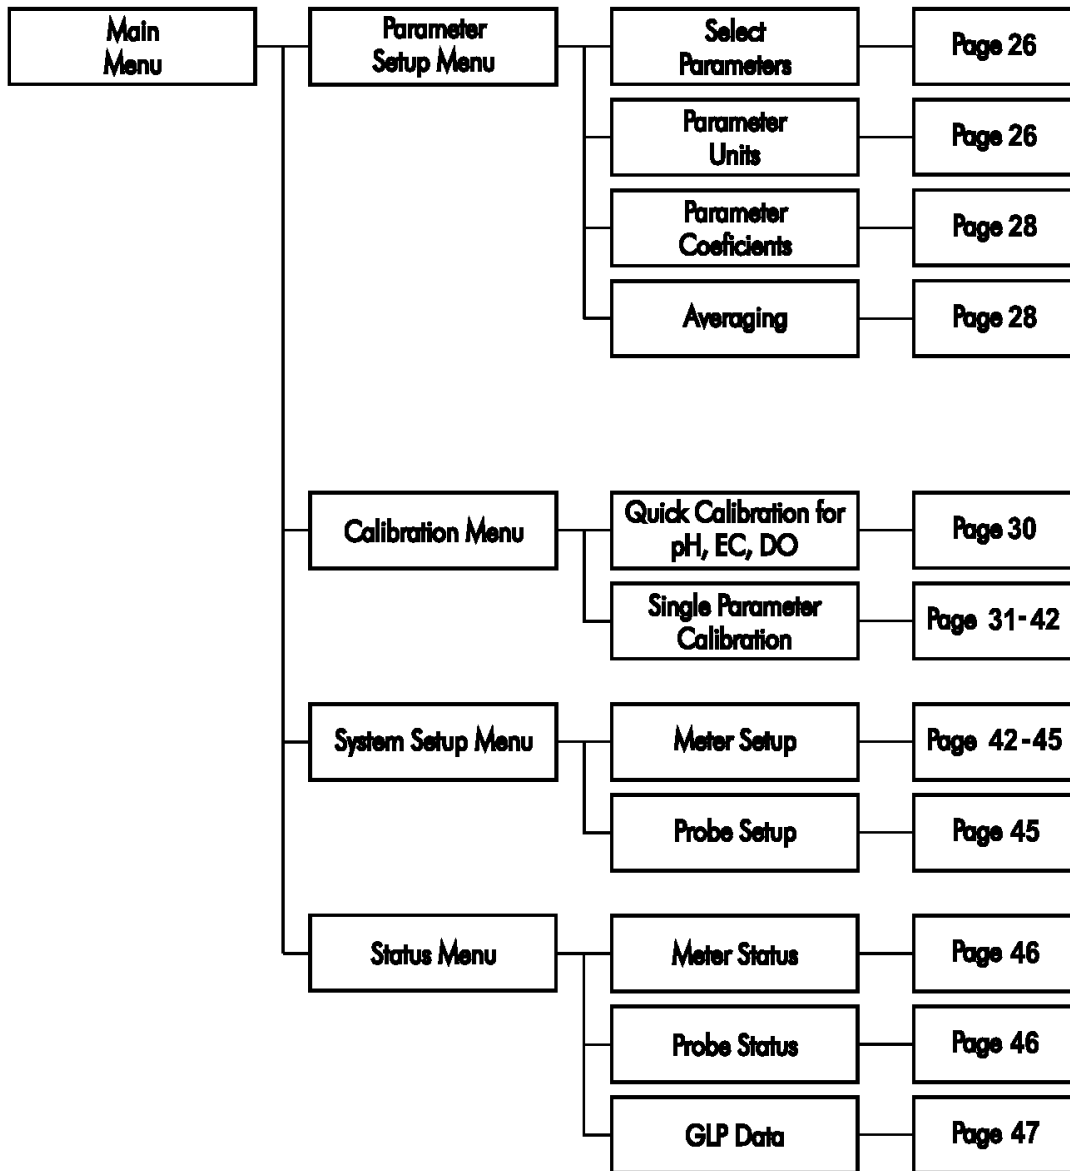 Main
Menu
Parameter
Setup Menu
Select
Parameters
Page 26
Parameter
Units
Page 26
Parameter
Coeficients
Page 28
Averaging
Page 28
Calibration Menu
Quick Calibration for
pH, EC, DO
Page 30
Single Parameter
Calibration
Page 31-42
System Setup Menu
Meter Setup
Page 42-45
Probe Setup
Page 45
Status Menu
Meter Status
Page 46
Probe Status
Page 46
GLP Data
Page 47